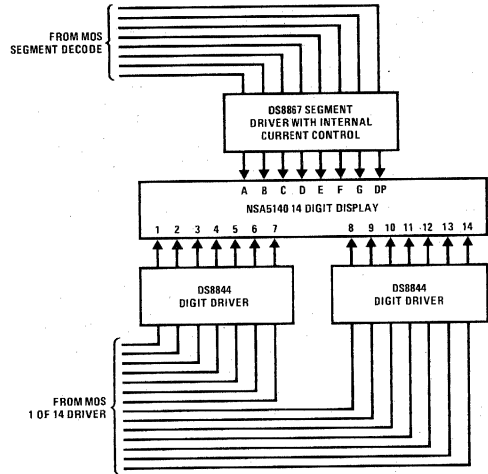 FROM MOS
SEGMENT DECODE
DS8867 SEGMENT
DRIVER WITH INTERNAL
CURRENT CONTROL
A B C D E F G DP
NSA5140 14 DIGIT DISPLAY
1 2 3 4 5 6 7 8 9 10 11 12 13 14
DS8844
DIGIT DRIVER
DS8844
DIGIT DRIVER
FROM MOS
1 OF 14 DRIVER